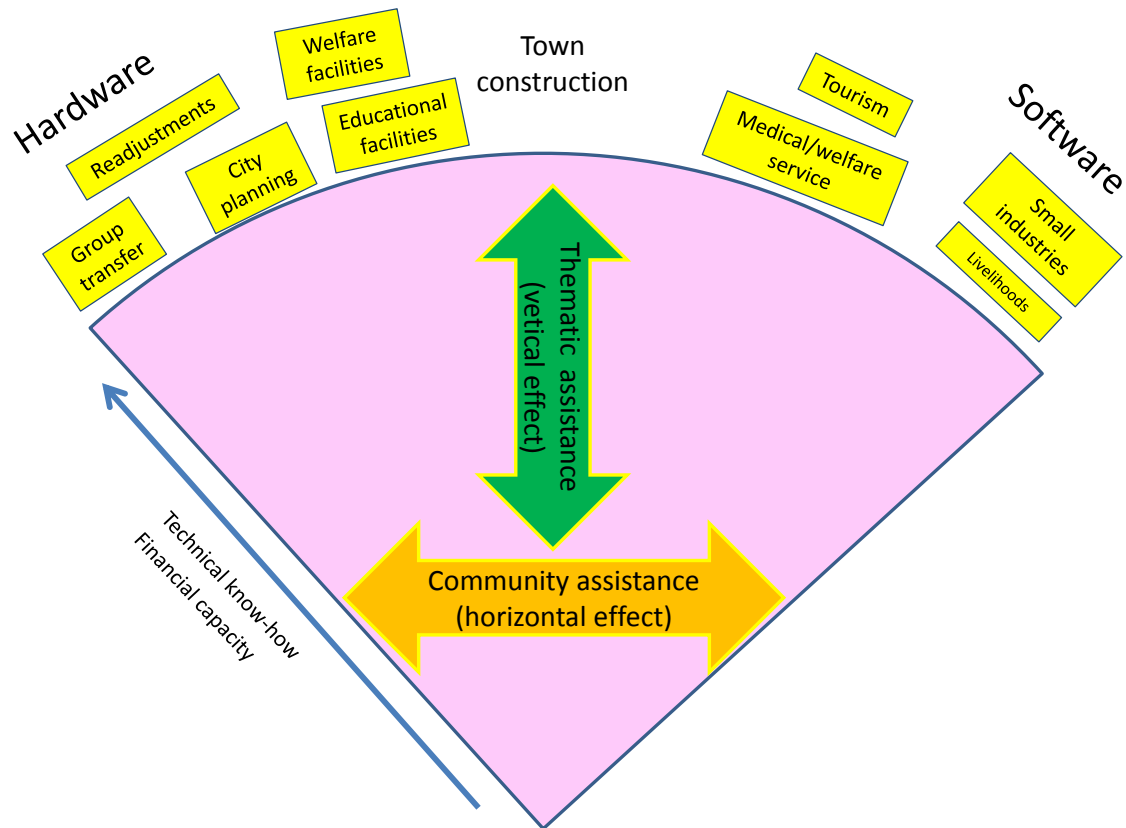 Hardware
Welfare
facilities
Readjustments
Educational
facilities
City
planning
Group
transfer
Town
construction
Tourism
Medical/welfare
service
Software
Small
industries
Livelihoods
Thematic assistance
(vetical effect)
Community assistance
(horizontal effect)
Technical know-how
Financial capacity